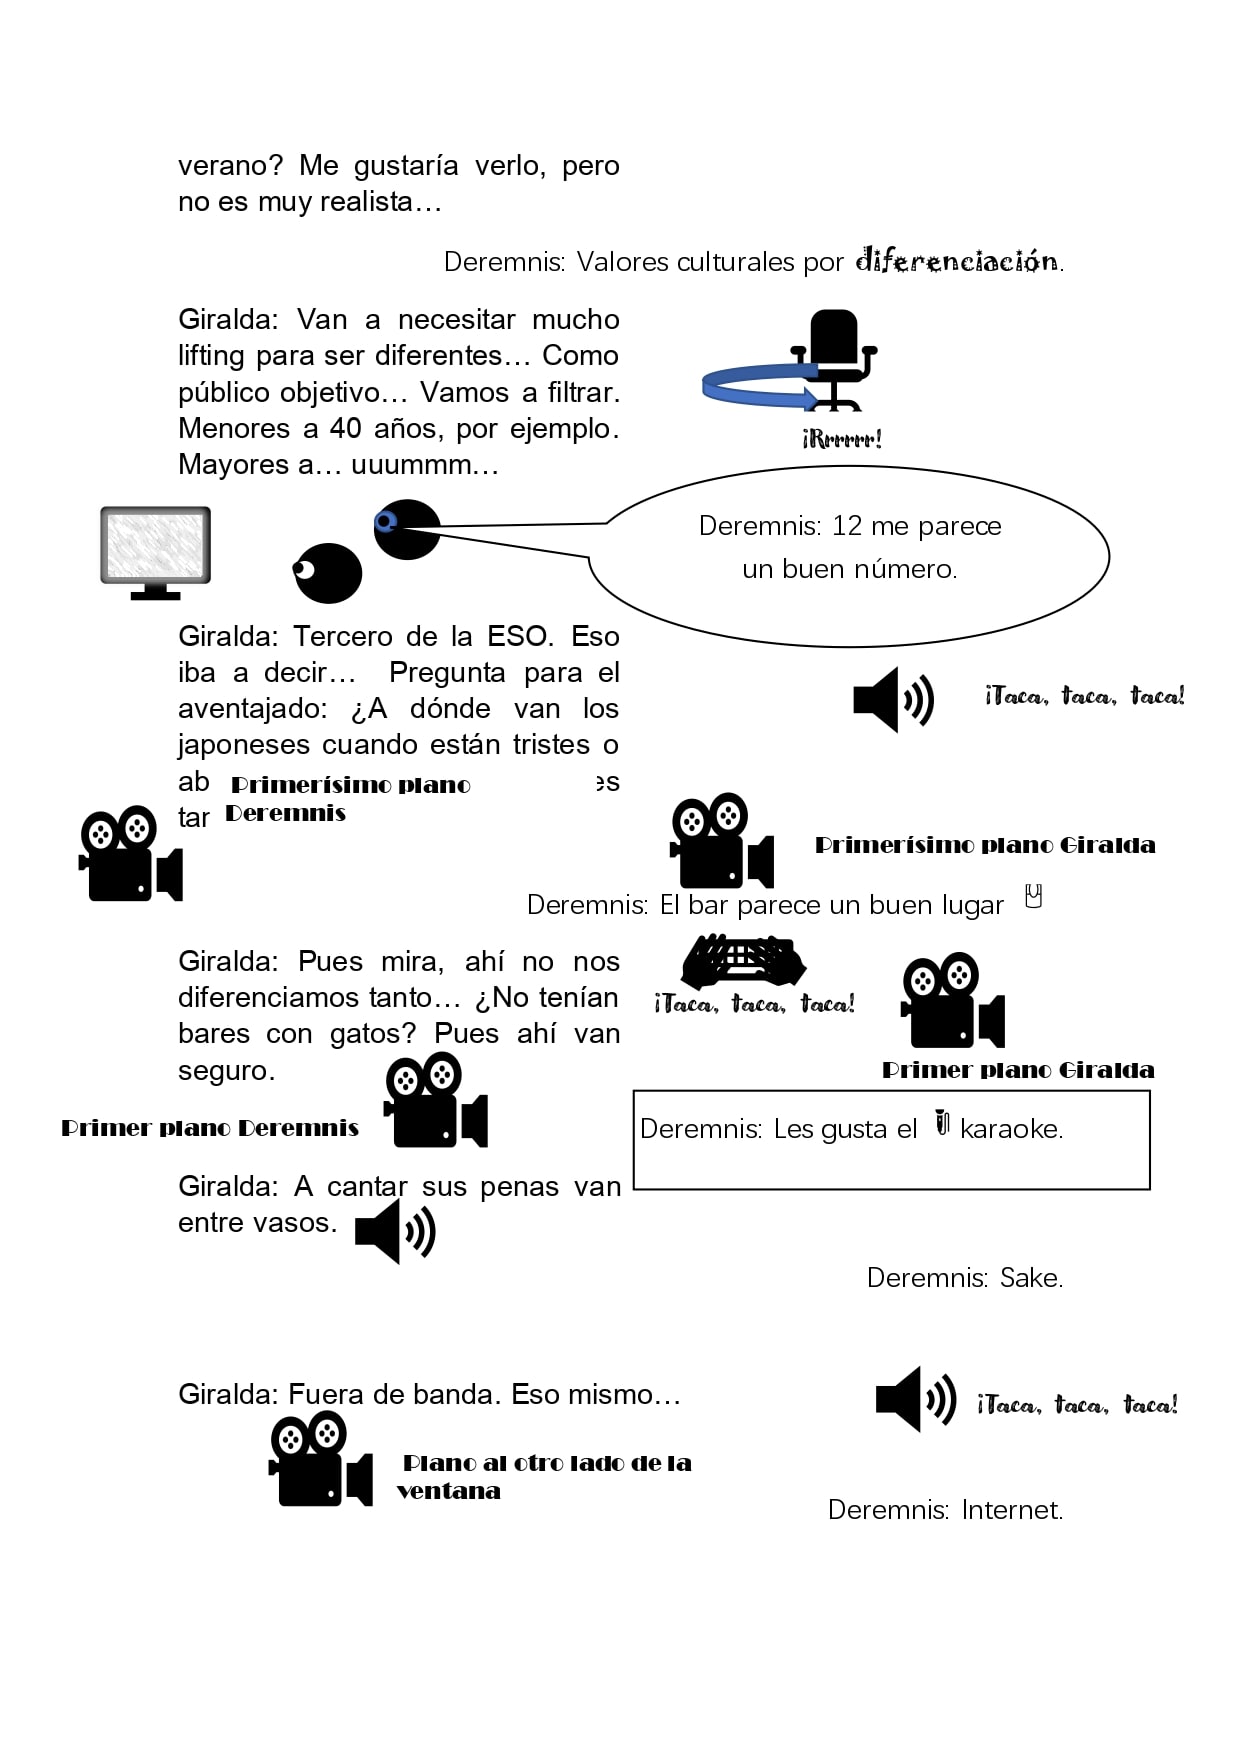 verano? Me gustaría verlo, pero
no es muy realista…
Deremnis: Valores culturales por diferenciación.
Giralda: Van a necesitar mucho
lifting para ser diferentes… Como
público objetivo… Vamos a filtrar.
Menores a 40 años, por ejemplo.
Mayores a… uuummm…
¡Rrrrrr!
Deremnis: 12 me parece
un buen número.
Giralda: Tercero de la ESO. Eso
iba a decir… Pregunta para el
aventajado: ¿A dónde van los
japoneses cuando están tristes o
¡Taca, taca, taca!
Primerísimo plano
Deremnis
Primerísimo plano Giralda
Deremnis: El bar parece un buen lugar
Giralda: Pues mira, ahí no nos
diferenciamos tanto… ¿No tenían
bares con gatos? Pues ahí van
seguro.
¡Taca, taca, taca!
Primer plano Giralda
Primer plano Deremnis
Deremnis: Les gusta el karaoke.
Giralda: A cantar sus penas van
entre vasos.
Deremnis: Sake.
Giralda: Fuera de banda. Eso mismo…
¡Taca, taca, taca!
Plano al otro lado de la
ventana
Deremnis: Internet.